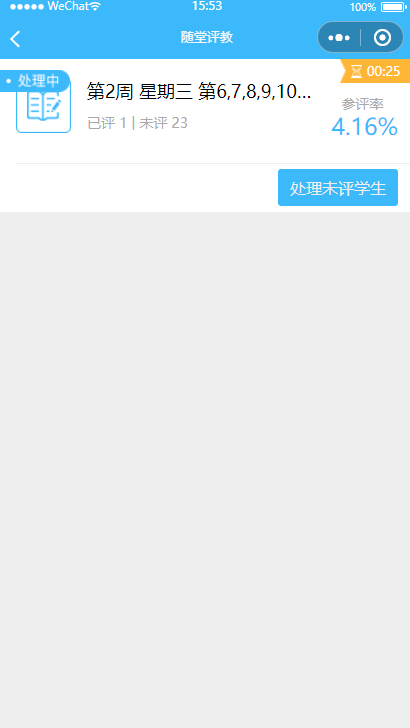 ●●●●● WeChat 15:53 100%
随堂评教
处理中
00:25
第2周 星期三 第6,7,8,9,10...
已评 1 | 未评 23
参评率
4.16%
处理未评学生